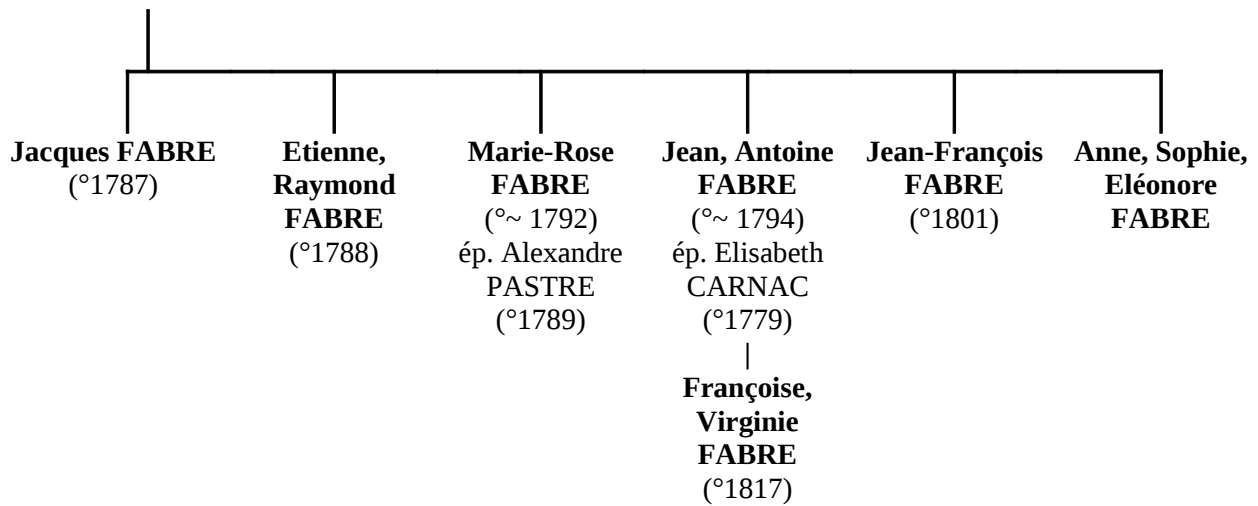 Jacques FABRE
(°1787)
Etienne,
Raymond
FABRE
(°1788)
Marie-Rose
FABRE
(°~ 1792)
ép. Alexandre
PASTRE
(°1789)
Jean, Antoine
FABRE
(°~ 1794)
ép. Elisabeth
CARNAC
(°1779)
Françoise,
Virginie
FABRE
(°1817)
Jean-François
FABRE
(°1801)
Anne, Sophie,
Eléonore
FABRE